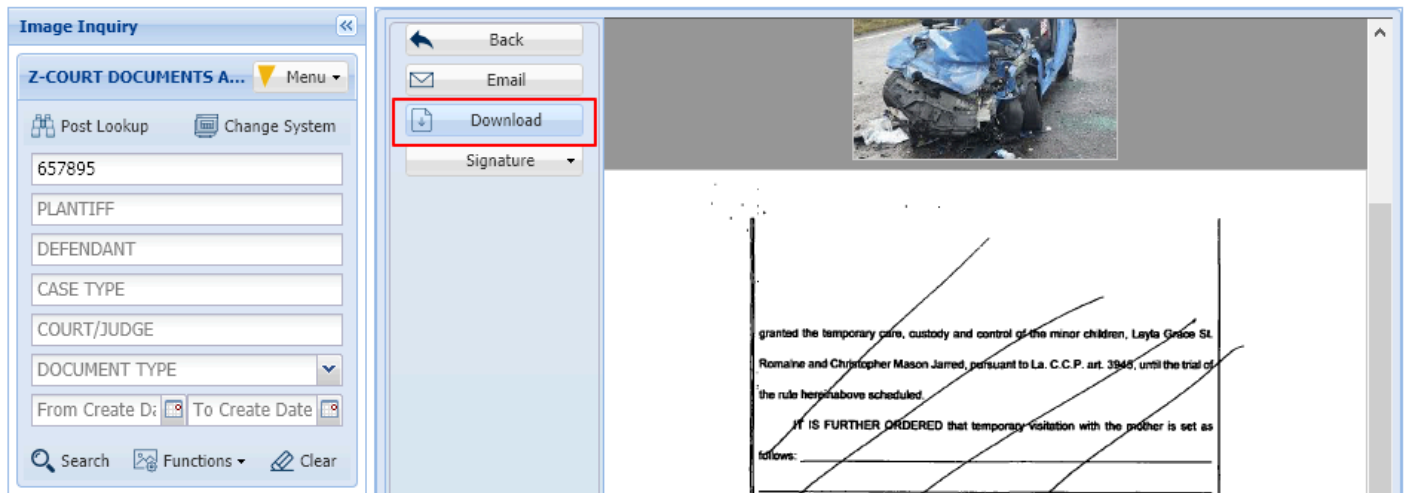 Image Inquiry
Z-COURT DOCUMENTS A... Menu
Post Lookup Change System
657895
PLANTIFF
DEFENDANT
CASE TYPE
COURT/JUDGE
DOCUMENT TYPE
From Create Da To Create Date
Search Functions Clear
Back
Email
Download
Signature
granted the temporary care, custody and control of the minor children, Layla Grace St.
Romaine and Christopher Mason Jarred, pursuant to La. C.C.P. art. 3945, until the trial of
the rule hereinabove scheduled.
IT IS FURTHER ORDERED that temporary visitation with the mother is set as
follows: